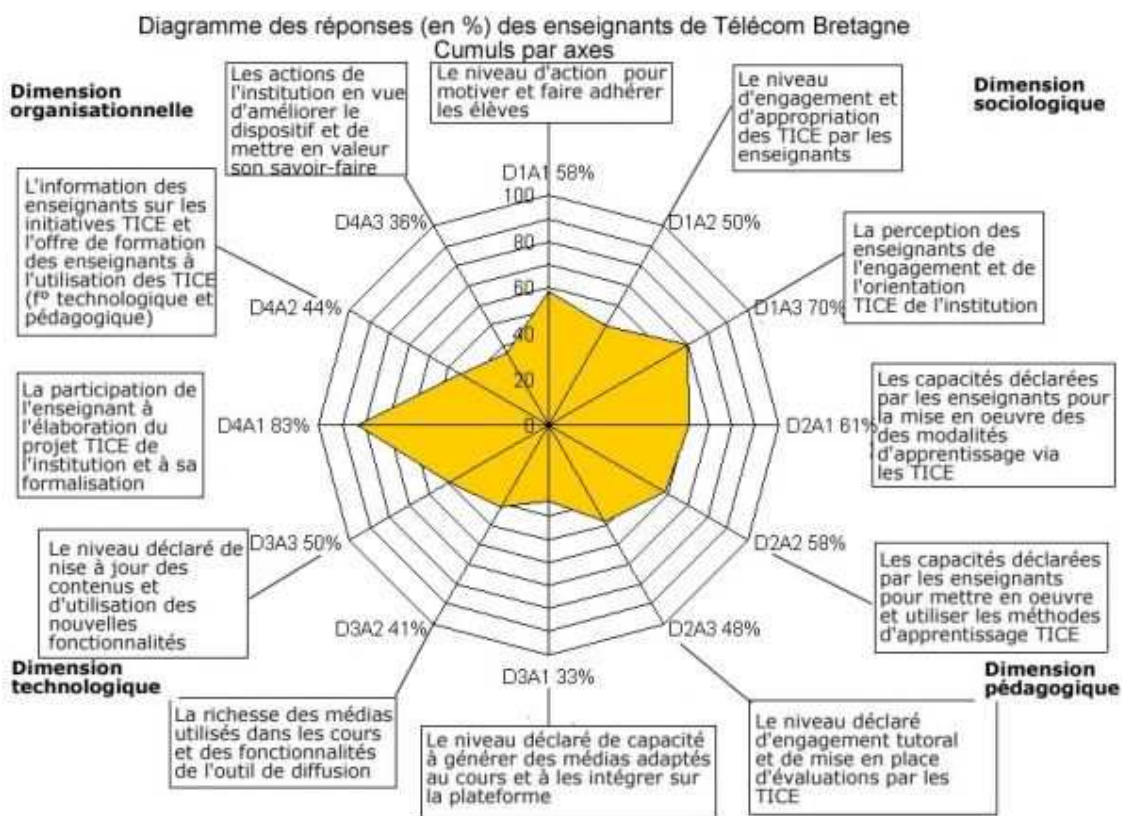 Diagramme des réponses (en %) des enseignants de Télécom Bretagne
Cumuls par axes
Dimension
organisationnelle
Les actions de
l'institution en vue
d'améliorer le
dispositif et de
mettre en valeur
son savoir-faire
Le niveau d'action pour
motiver et faire adhérer
les élèves
Le niveau
d'engagement et
d'appropriation
des TICE par les
enseignants
Dimension
sociologique
L'information des
enseignants sur les
initiatives TICE et
l'offre de formation
des enseignants à
l'utilisation des TICE
(f° technologique et
pédagogique)
La perception des
enseignants de
l'engagement et de
l'orientation
TICE de l'institution
D1A1 58%
D4A3 36%
D1A2 50%
D4A2 44%
D1A3 70%
100
80
60
40
20
0
La participation de
l'enseignant à
l'élaboration du
projet TICE de
l'institution et à sa
formalisation
D4A1 83%
D2A1 61%
Les capacités déclarées
par les enseignants pour
la mise en oeuvre des
des modalités
d'apprentissage via
les TICE
Le niveau déclaré de
nise à jour des
contenus et
d'utilisation des
nouvelles
fonctionnalités
D3A3 50%
D2A2 58%
Les capacités déclarées
par les enseignants
pour mettre en oeuvre
et utiliser les méthodes
d'apprentissage TICE
D3A2 41%
D2A3 48%
D3A1 33%
Dimension
technologique
Dimension
pédagogique
La richesse des médias
utilisés dans les cours
et des fonctionnalités
de l'outil de diffusion
Le niveau déclaré de capacité
à générer des médias adaptés
au cours et à les intégrer sur
la plateforme
Le niveau déclaré
d'engagement tutoral
et de mise en place
d'évaluations par les
TICE